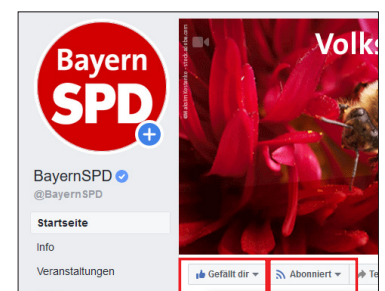 Bayern
SPD
BayernSPD
@BayernSPD
Startseite
Info
Veranstaltungen
Volks
Gefällt dir
Abonniert
Te